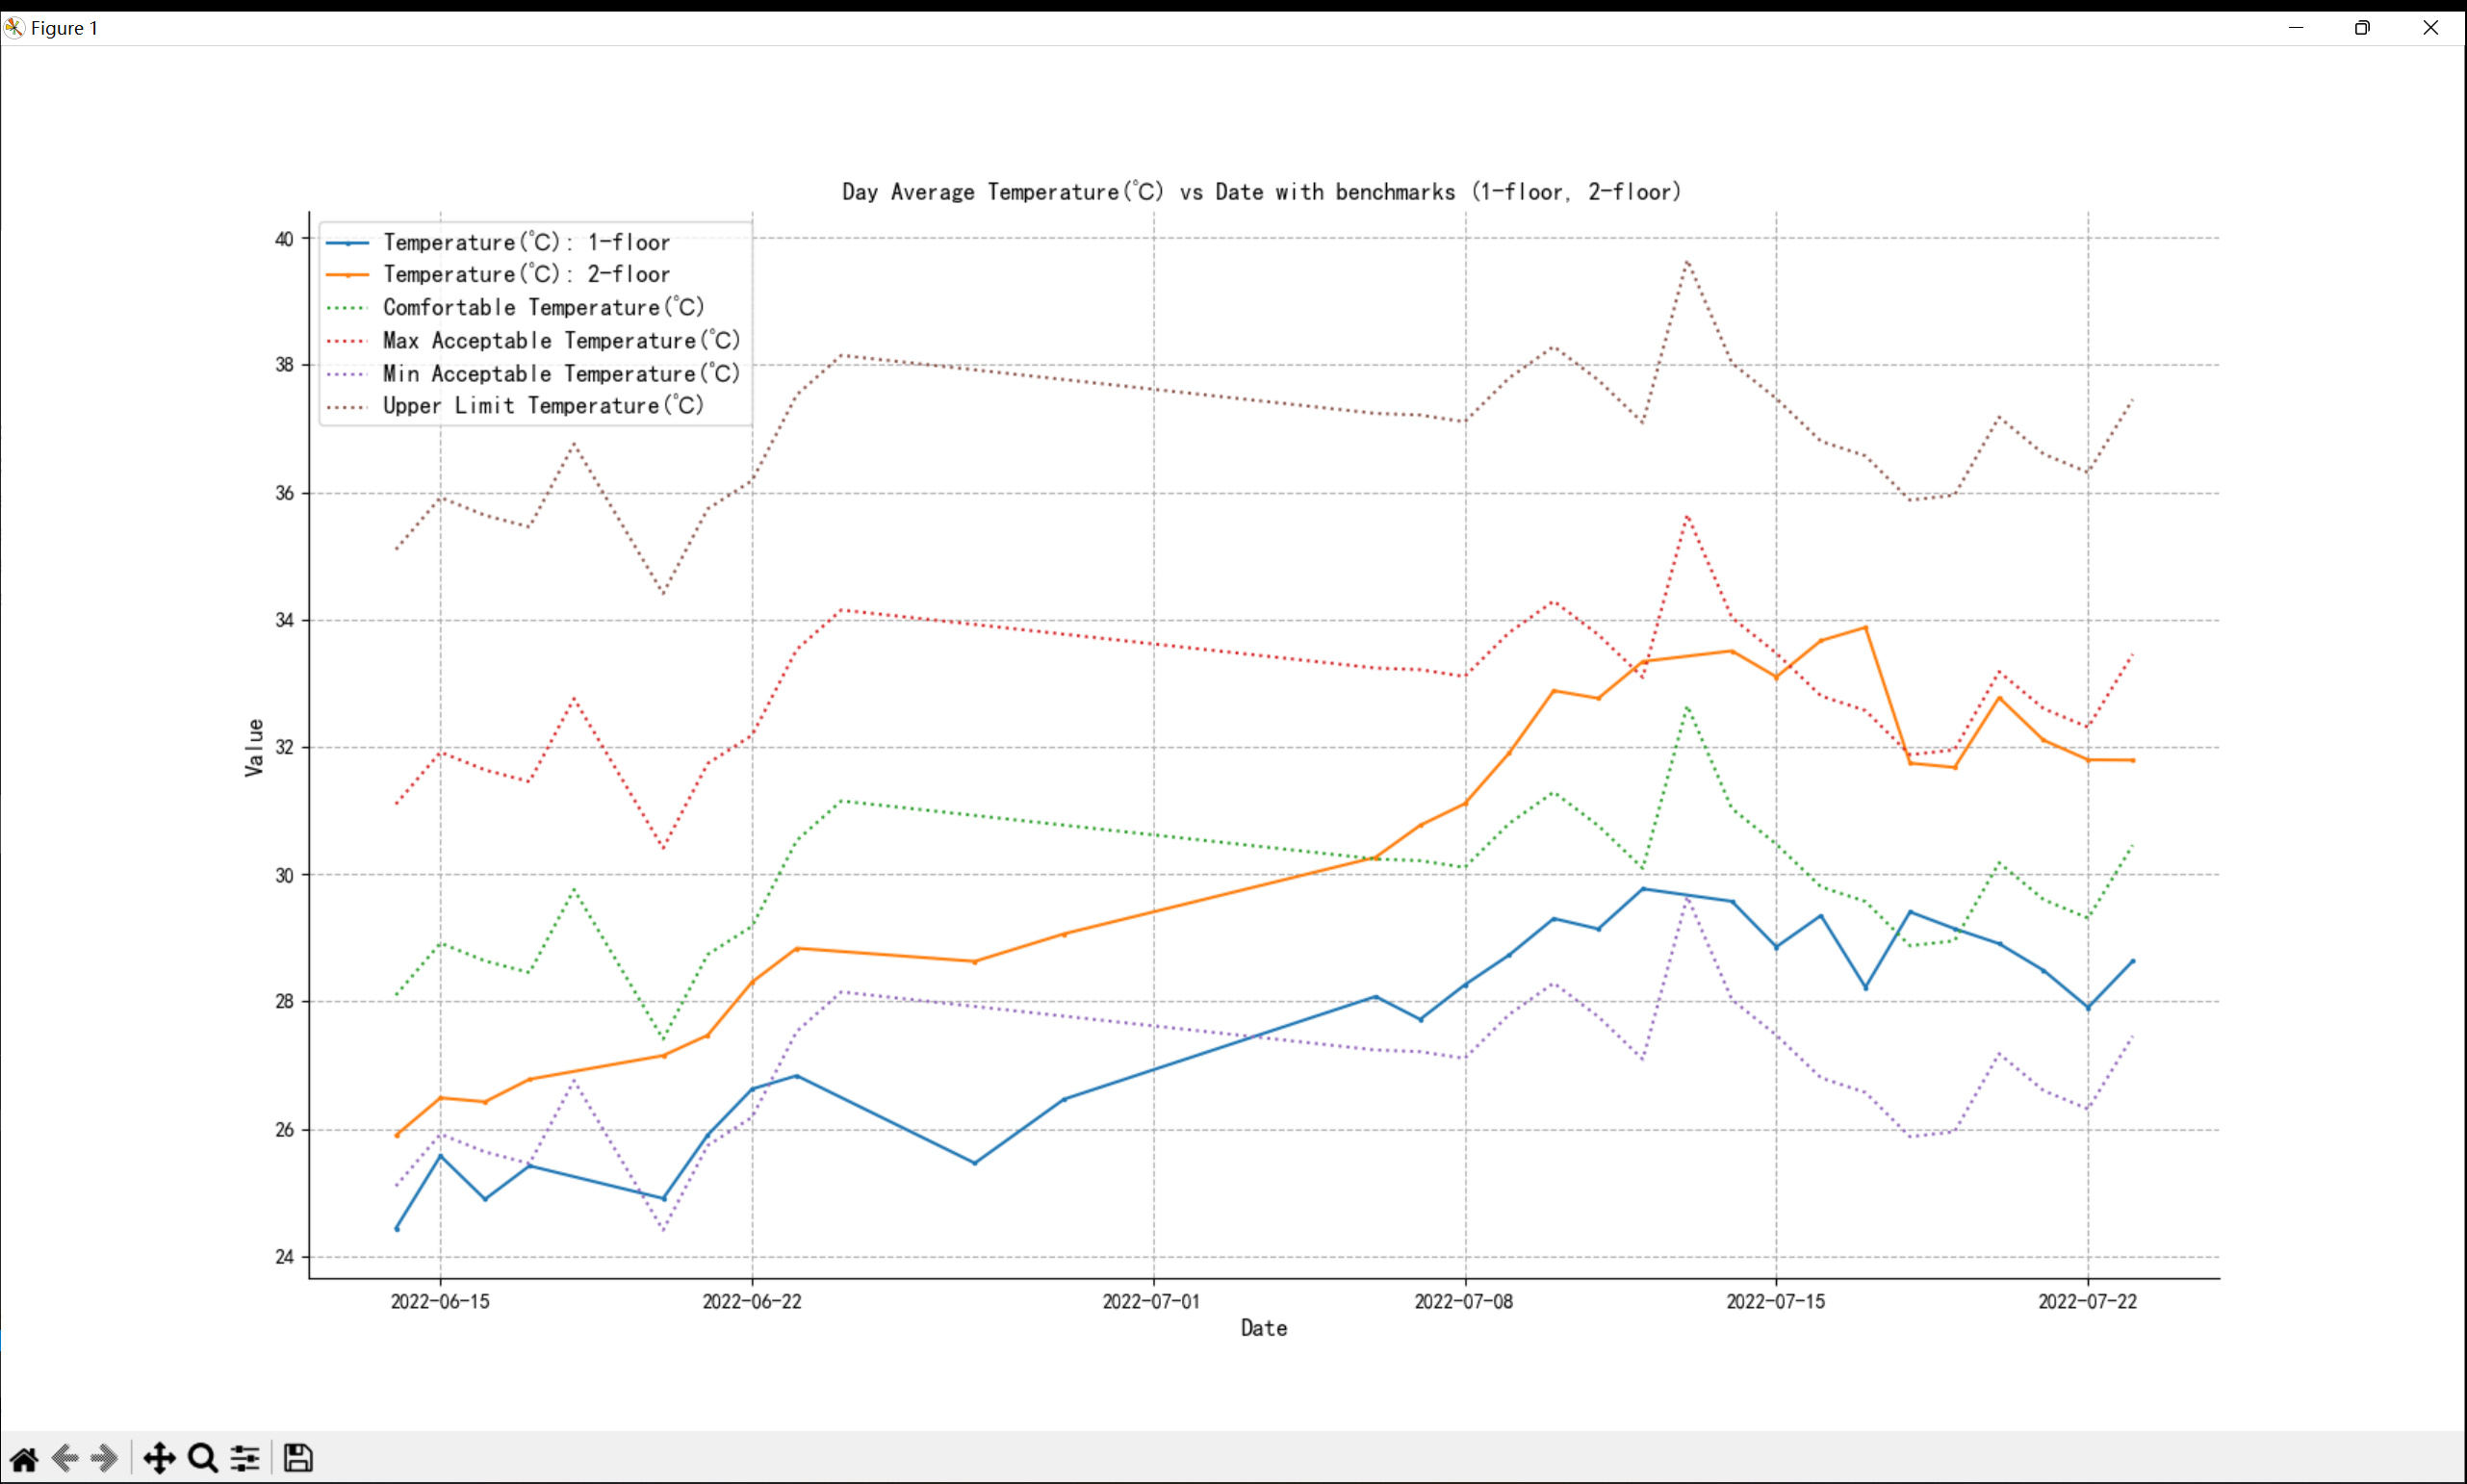 Figure 1
Day Average Temperature(℃) vs Date with benchmarks (1-floor, 2-floor)
Temperature(℃): 1-floor
Temperature(℃): 2-floor
Comfortable Temperature(℃)
Max Acceptable Temperature(℃)
Min Acceptable Temperature(℃)
Upper Limit Temperature(℃)
40
38
36
34
32
30
28
26
24
Value
2022-06-15
2022-06-22
2022-07-01
2022-07-08
2022-07-15
2022-07-22
Date